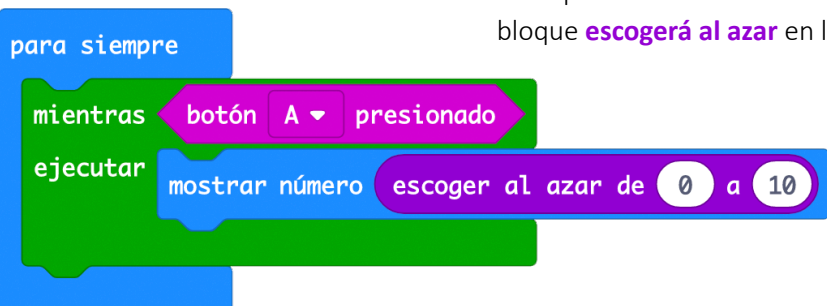 bloque escogerá al azar en l
para siempre
mientras botón A presionado
ejecutar
mostrar número escoger al azar de 0 a 10